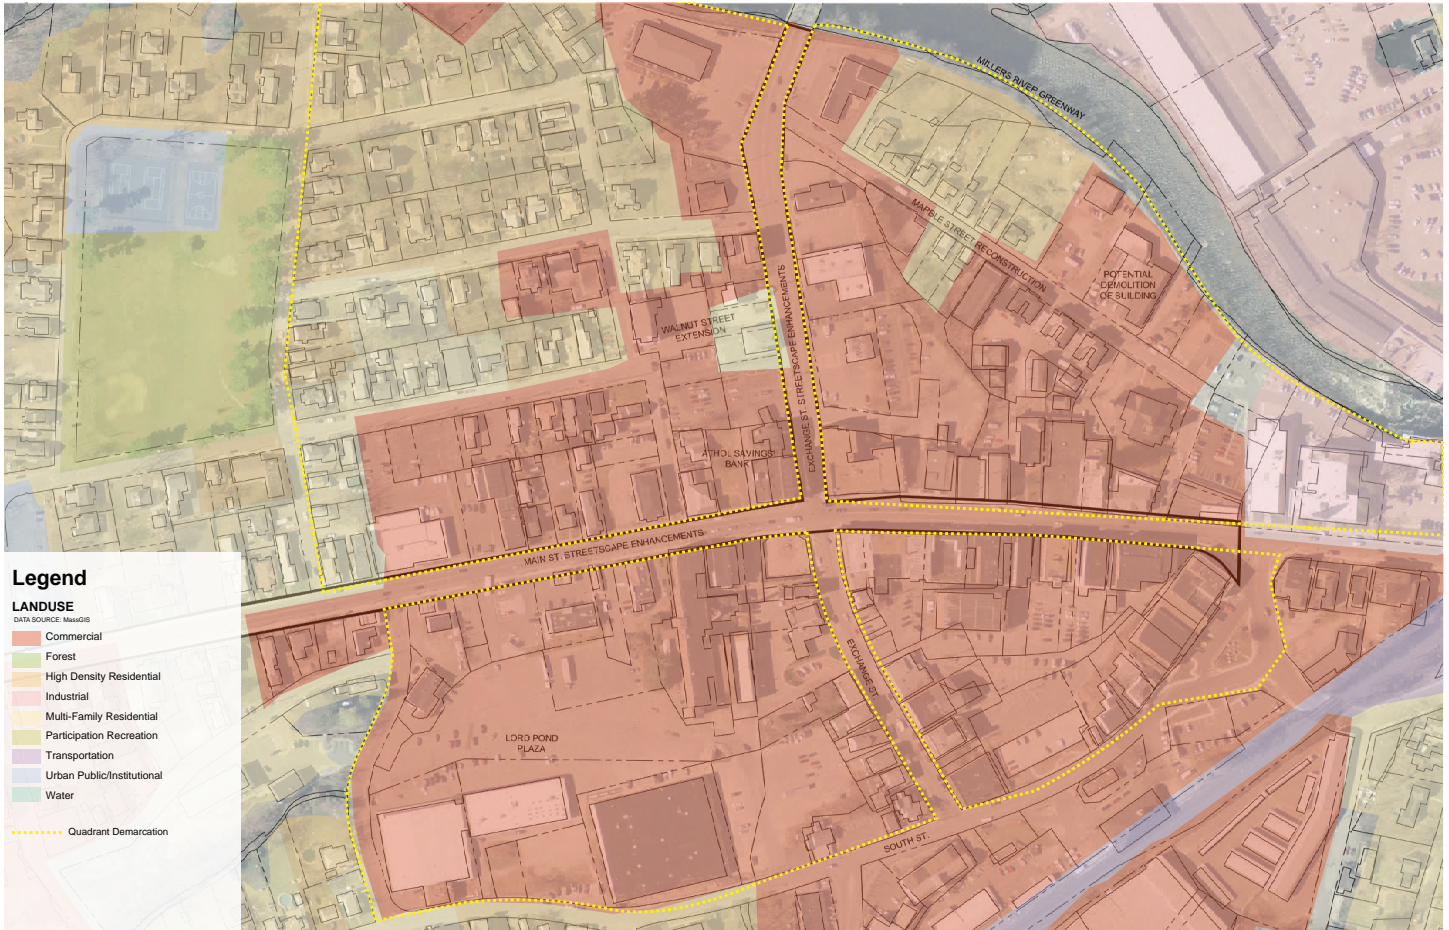 MILLERS RIVER GREENWAY
MARBLE STREET RECONSTRUCTION
POTENTIAL
DEMOLITION
OF BUILDING
WALNUT STREET
EXTENSION
EXCHANGE ST. STREETSCAPE ENHANCEMENTS
ATHOL SAVINGS
BANK
MAIN ST. STREETSCAPE ENHANCEMENTS
EXCHANGE ST.
LORD POND
PLAZA
SOUTH ST.
Legend
LANDUSE
DATA SOURCE: MassGIS
Commercial
Forest
High Density Residential
Industrial
Multi-Family Residential
Participation Recreation
Transportation
Urban Public/Institutional
Water
Quadrant Demarcation